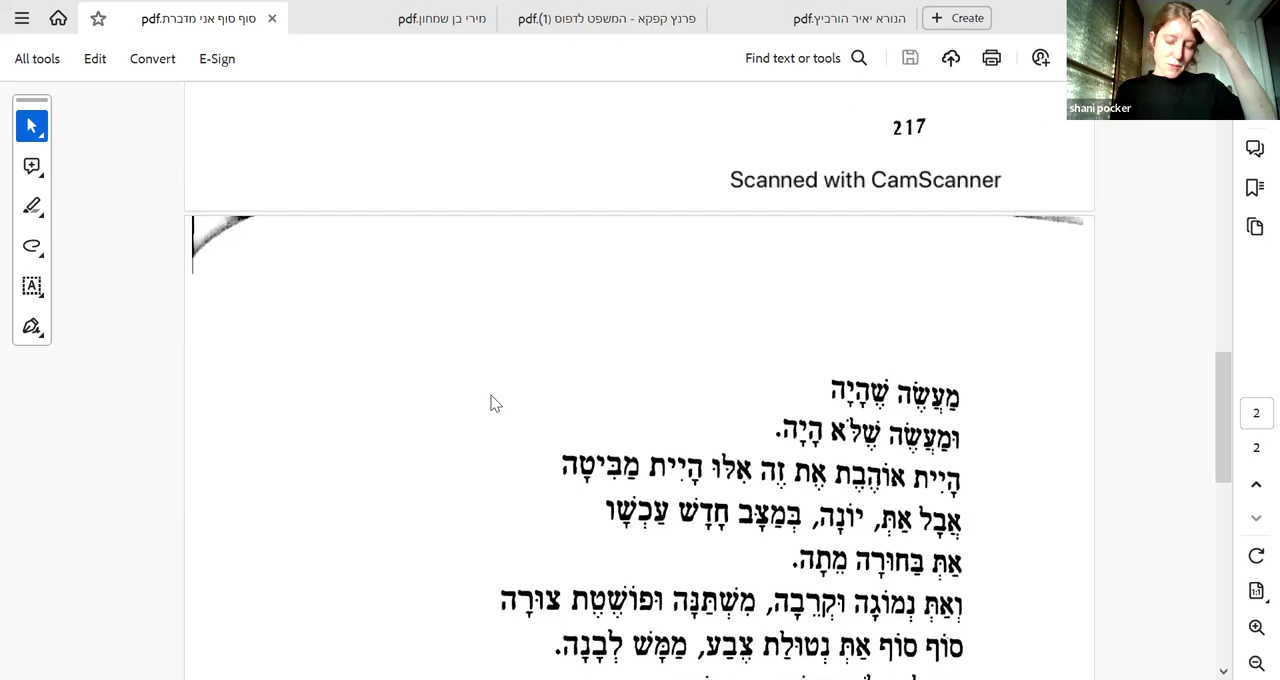 סוף סוף אני מדברת.pdf
מירי בן שמחון.pdf
פרנץ קפקא - המשפט לדפוס (1).pdf
הנורא יאיר הורביץ.pdf
Create
All tools Edit Convert E-Sign
Find text or tools
shani pocker
217
Scanned with CamScanner
מַעֲשֶׂה שֶׁהָיָה
וּמַעֲשֶׂה שֶׁלֹּא הָיָה.
הָיִית אוֹהֶבֶת אֶת זֶה אִלּוּ הָיִית מַבִּיטָה
אֲבָל אַתְּ, יוֹנָה, בְּמַצָּב חָדָשׁ עַכְשָׁו
אַתְּ בַּחוּרָה מֵתָה.
וְאַתְּ נְמוֹגָה וּקְרֵבָה, מִשְׁתַּנָּה וּפוֹשֶׁטֶת צוּרָה
סוֹף סוֹף אַתְּ נְטוּלַת צֶבַע, מַמָּשׁ לְבָנָה.
2
2